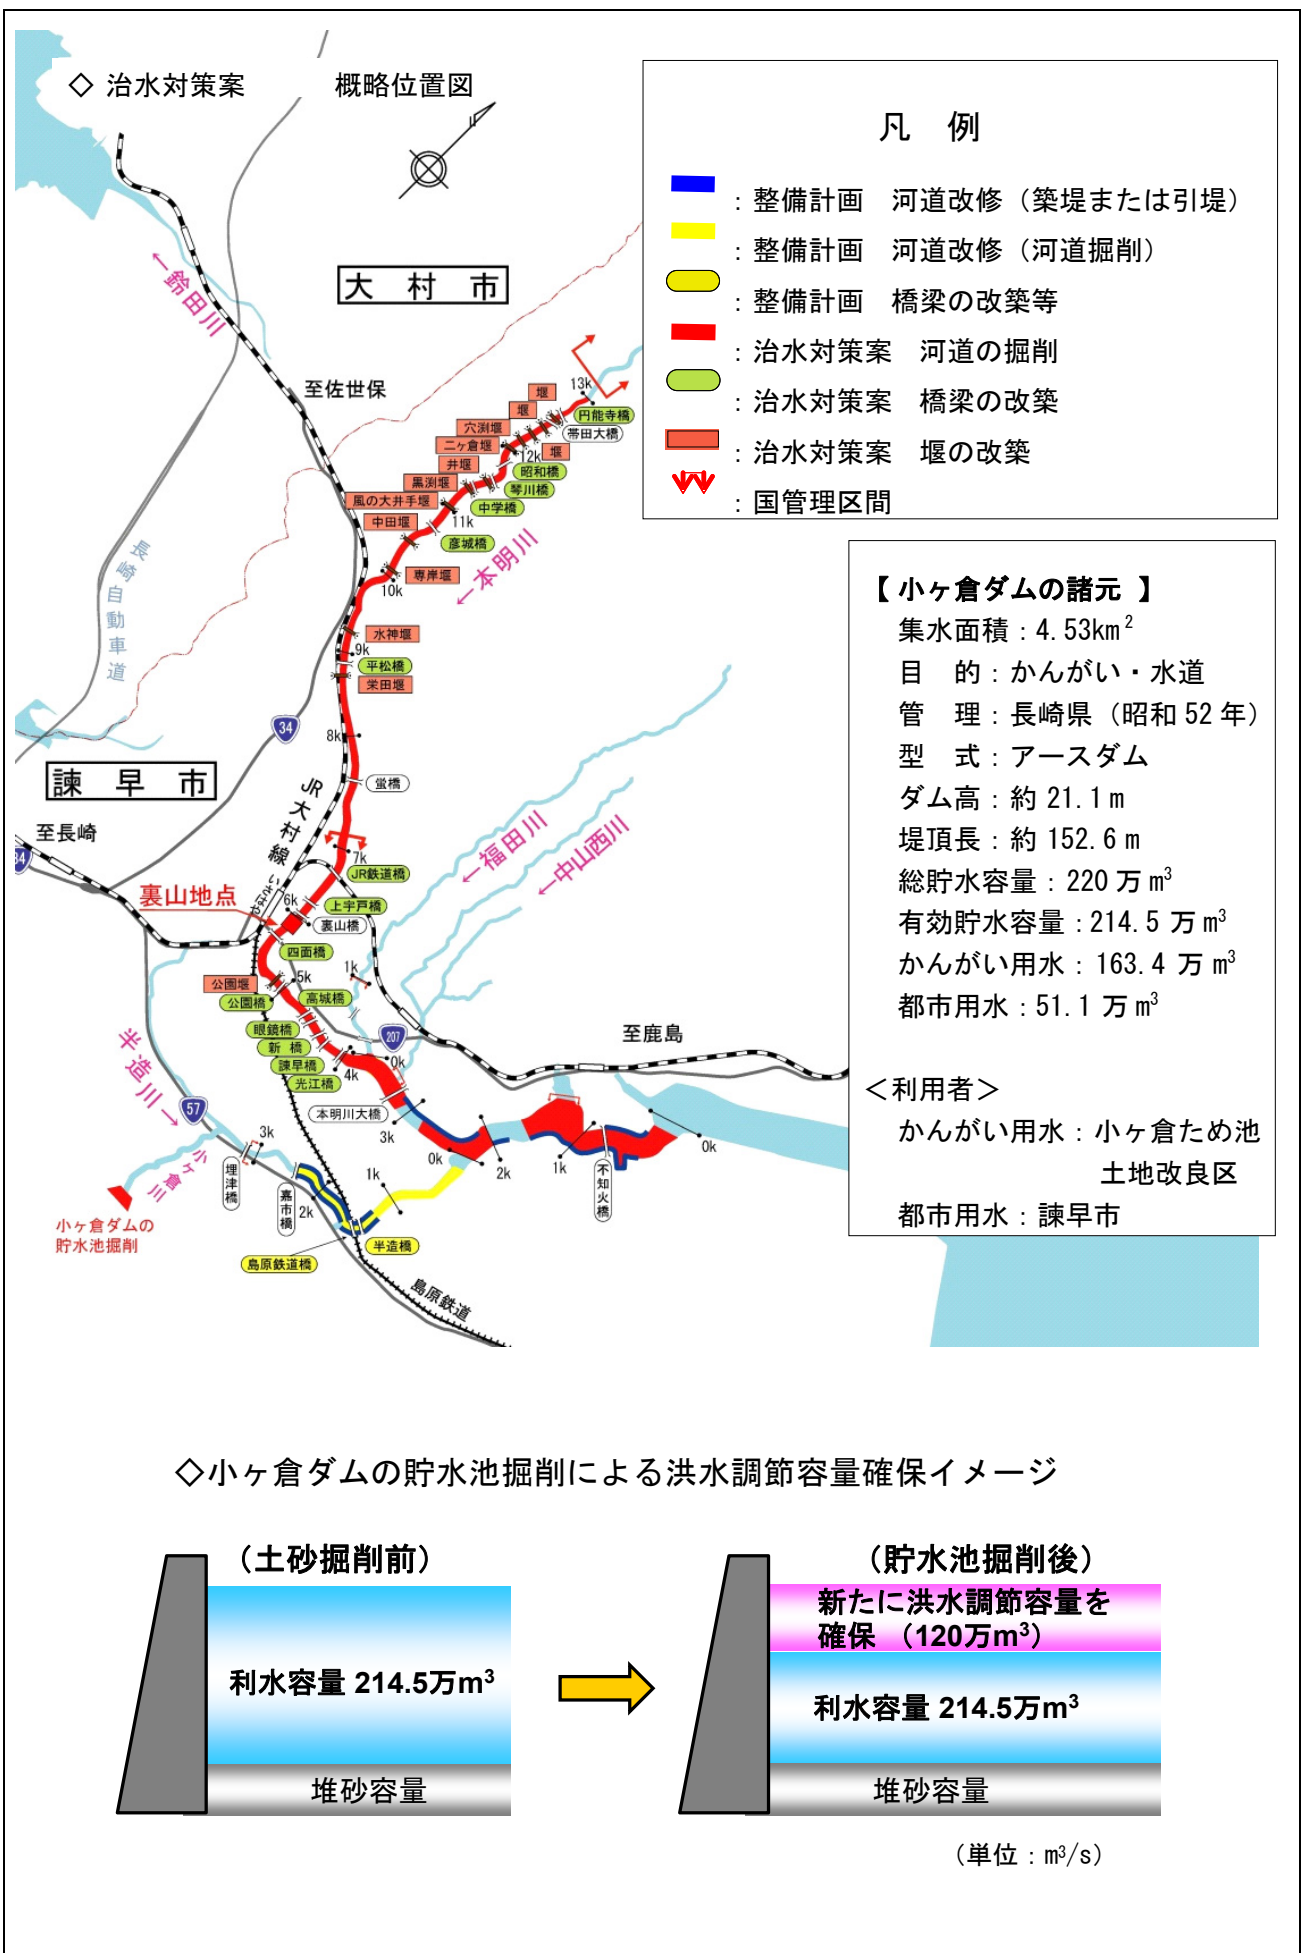 ◇ 治水対策案　概略位置図
凡　例
：整備計画　河道改修（築堤または引堤）
：整備計画　河道改修（河道掘削）
：整備計画　橋梁の改築等
：治水対策案　河道の掘削
：治水対策案　橋梁の改築
：治水対策案　堰の改築
：国管理区間
大　村　市
←鈴田川
至佐世保
堰
13k
堰
円能寺橋
穴渕堰
帯田大橋
二ヶ倉堰
12k
堰
井堰
昭和橋
黒渕堰
琴川橋
風の大井手堰
中学橋
11k
中田堰
彦城橋
←本明川
専岸堰
10k
水神堰
9k
平松橋
栄田堰
長崎自動車道
34
8k
諫　早　市
蛍橋
JR大村線
至長崎
34
7k
JR鉄道橋
←福田川
←中山西川
いさはや
裏山地点
6k
上宇戸橋
裏山橋
四面橋
1k
公園堰
5k
公園橋
高城橋
眼鏡橋
新　橋
207
至鹿島
諫早橋
0k
4k
光江橋
半造川→
57
本明川大橋
3k
3k
0k
2k
1k
不知火橋
0k
小ヶ倉川
埋津橋
嘉市橋
2k
1k
小ヶ倉ダムの
貯水池掘削
半造橋
島原鉄道橋
島原鉄道
【 小ヶ倉ダムの諸元 】
集水面積：4.53km²
目　的：かんがい・水道
管　理：長崎県（昭和 52 年）
型　式：アースダム
ダム高：約 21.1ｍ
堤頂長：約 152.6 ｍ
総貯水容量：220 万 m³
有効貯水容量：214.5 万 m³
かんがい用水：163.4 万 m³
都市用水：51.1 万 m³
＜利用者＞
かんがい用水：小ヶ倉ため池
土地改良区
都市用水：諫早市
◇小ヶ倉ダムの貯水池掘削による洪水調節容量確保イメージ
（土砂掘削前）
利水容量 214.5万m³
堆砂容量
（貯水池掘削後）
新たに洪水調節容量を
確保 （120万m³）
利水容量 214.5万m³
堆砂容量
（単位：m³/s）